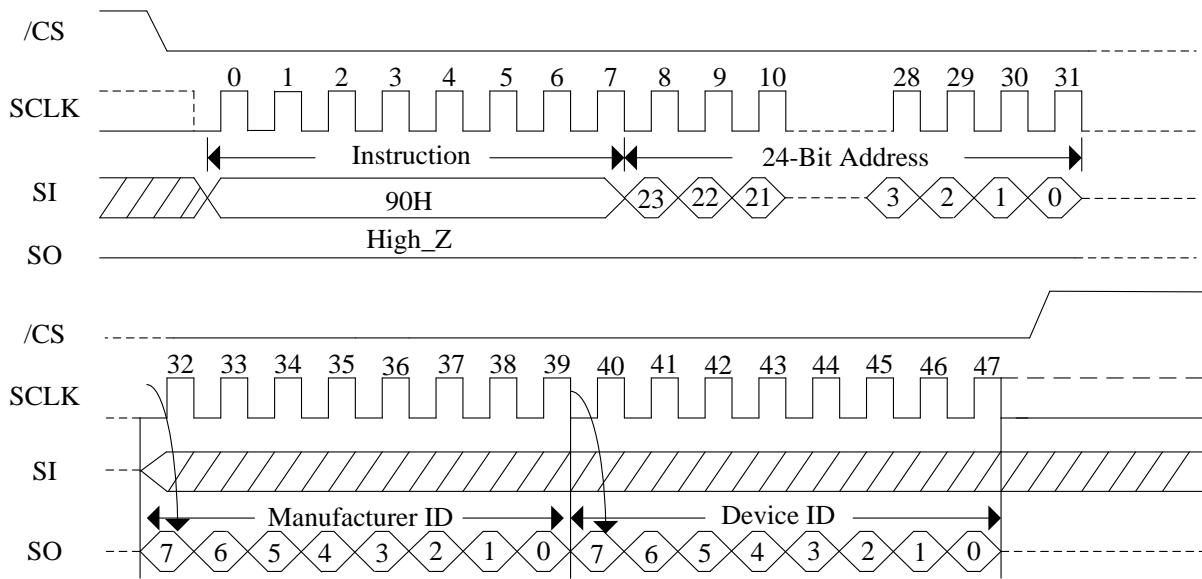 /CS
0 1 2 3 4 5 6 7 8 9 10 28 29 30 31
SCLK
Instruction 24-Bit Address
SI 90H 23 22 21 3 2 1 0
High_Z
SO
/CS
32 33 34 35 36 37 38 39 40 41 42 43 44 45 46 47
SCLK
SI
Manufacturer ID Device ID
SO 7 6 5 4 3 2 1 0 7 6 5 4 3 2 1 0